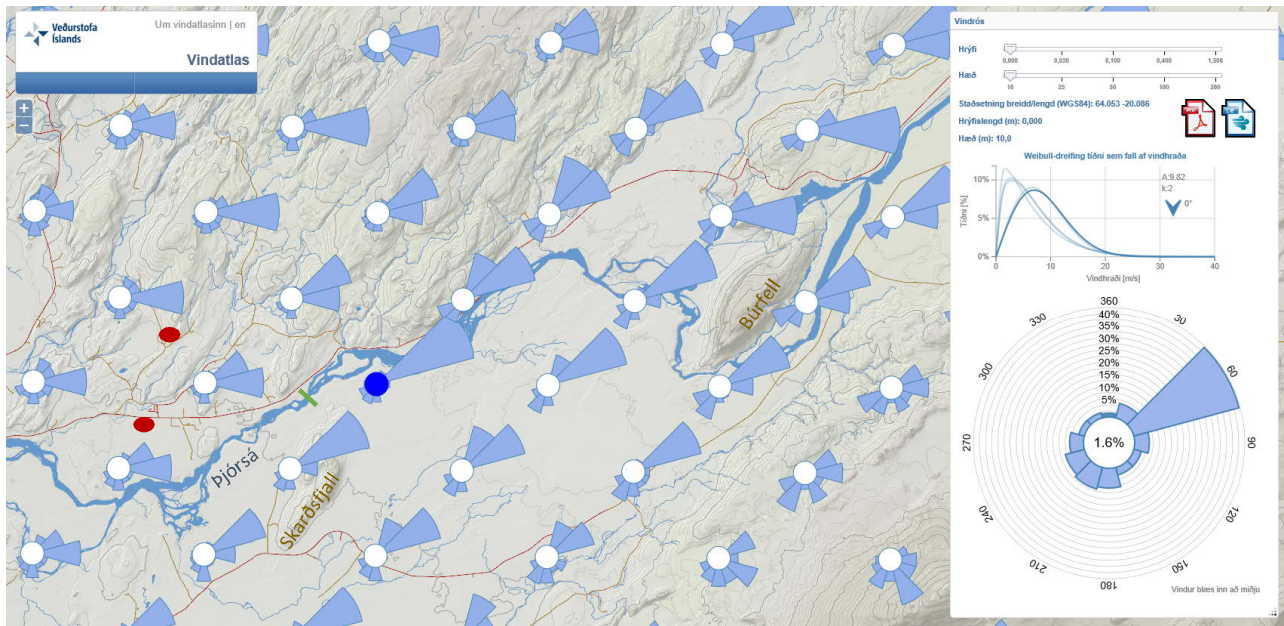 Veðurstofa
Íslands
Um vindatlasinn | en
Vindatlas
+
−
Búrfell
Þjórsá
Skarðsfjall
Vindrós
Hrýfi
0,000 0,030 0,100 0,400 1,500
Hæð
10 25 50 100 200
Staðsetning breidd/lengd (WGS84): 64.053 -20.086
Hrýfislengd (m): 0,000
Hæð (m): 10,0
Weibull-dreifing tíðni sem fall af vindhraða
A:9.82
k:2
0°
Tíðni [%]
10%
5%
0%
0 10 20 30 40
Vindhraði [m/s]
360
330 30
40%
35%
30%
300 60
25%
20%
15%
10%
5%
270 1.6% 90
240 120
210 150
180
Vindur blæs inn að miðju